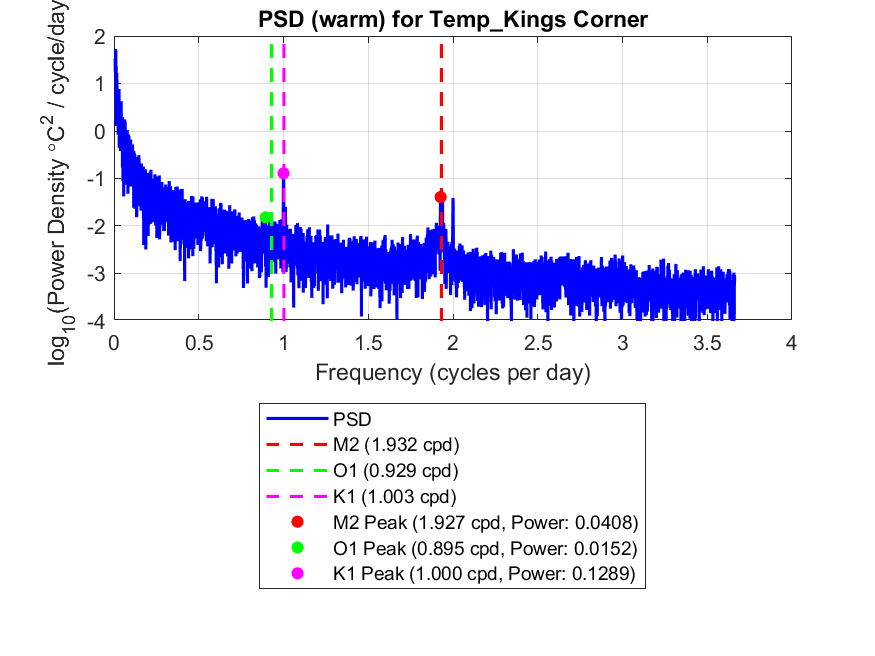 PSD (warm) for Temp_Kings Corner
log10(Power Density °C2 / cycle/day
2
1
0
-1
-2
-3
-4
0 0.5 1 1.5 2 2.5 3 3.5 4
Frequency (cycles per day)
PSD
M2 (1.932 cpd)
O1 (0.929 cpd)
K1 (1.003 cpd)
M2 Peak (1.927 cpd, Power: 0.0408)
O1 Peak (0.895 cpd, Power: 0.0152)
K1 Peak (1.000 cpd, Power: 0.1289)